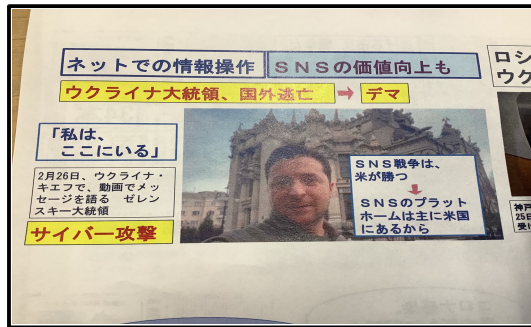 ネットでの情報操作
SNSの価値向上も
ウクライナ大統領、国外逃亡 ➡ デマ
「私は、
ここにいる」
2月26日、ウクライナ・
キエフで、動画でメッ
セージを語る ゼレン
スキー大統領
サイバー攻撃
SNS戦争は、
米が勝つ
SNSのプラット
ホームは主に米国
にあるから
ロシ
ウク
神戸
25日
受け